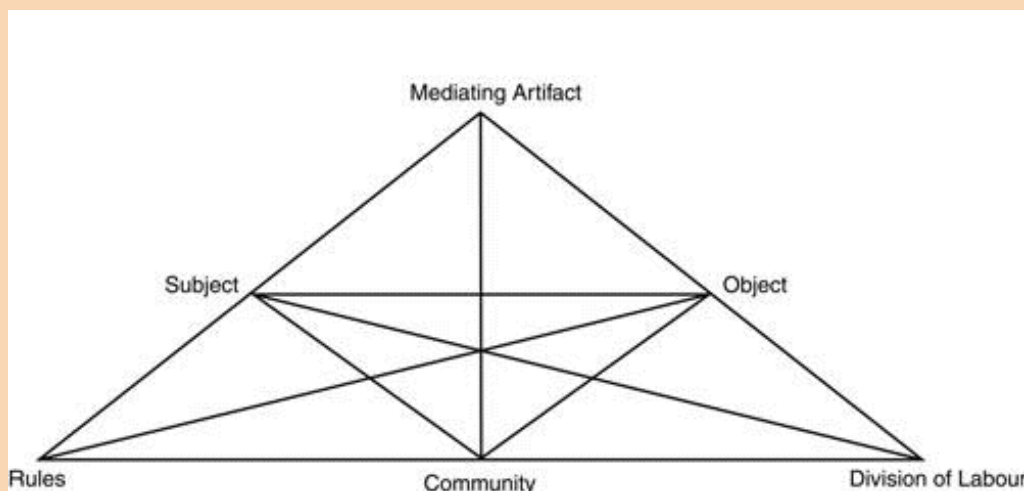 Mediating Artifact
Subject
Object
Rules
Community
Division of Labour